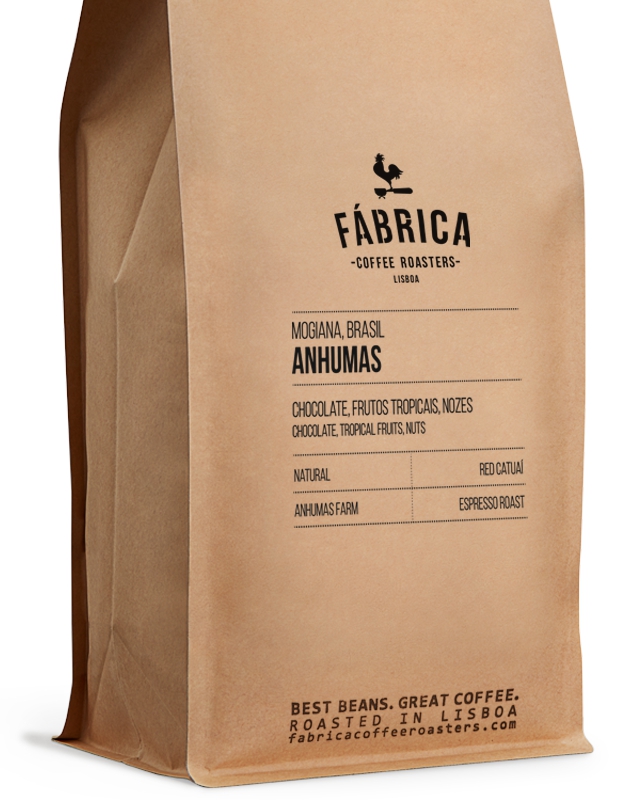 FÁBRICA
-COFFEE ROASTERS-
LISBOA
MOGIANA, BRASIL
ANHUMAS
CHOCOLATE, FRUTOS TROPICAIS, NOZES
CHOCOLATE, TROPICAL FRUITS, NUTS
NATURAL RED CATUAÍ
ANHUMAS FARM ESPRESSO ROAST
BEST BEANS. GREAT COFFEE.
ROASTED IN LISBOA
fabricacoffeeroasters.com